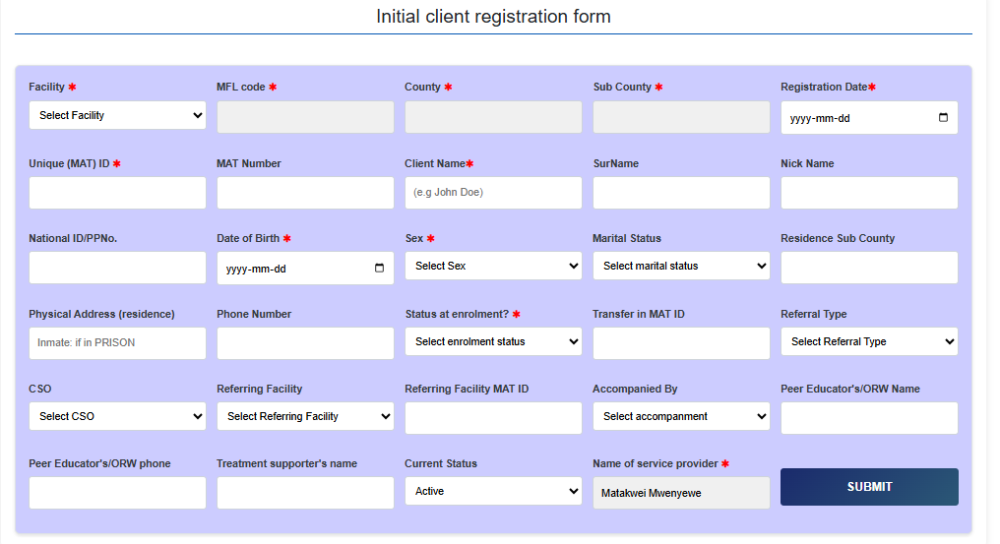 Initial client registration form
Facility * MFL code * County * Sub County * Registration Date*
Select Facility yyyy-mm-dd
Unique (MAT) ID * MAT Number Client Name* SurName Nick Name
(e.g John Doe)
National ID/PPNo. Date of Birth * Sex * Marital Status Residence Sub County
yyyy-mm-dd Select Sex Select marital status
Physical Address (residence) Phone Number Status at enrolment? * Transfer in MAT ID Referral Type
Inmate: if in PRISON Select enrolment status Select Referral Type
CSO Referring Facility Referring Facility MAT ID Accompanied By Peer Educator's/ORW Name
Select CSO Select Referring Facility Select accompanment
Peer Educator's/ORW phone Treatment supporter's name Current Status Name of service provider *
Active Matakwei Mwenyewe SUBMIT